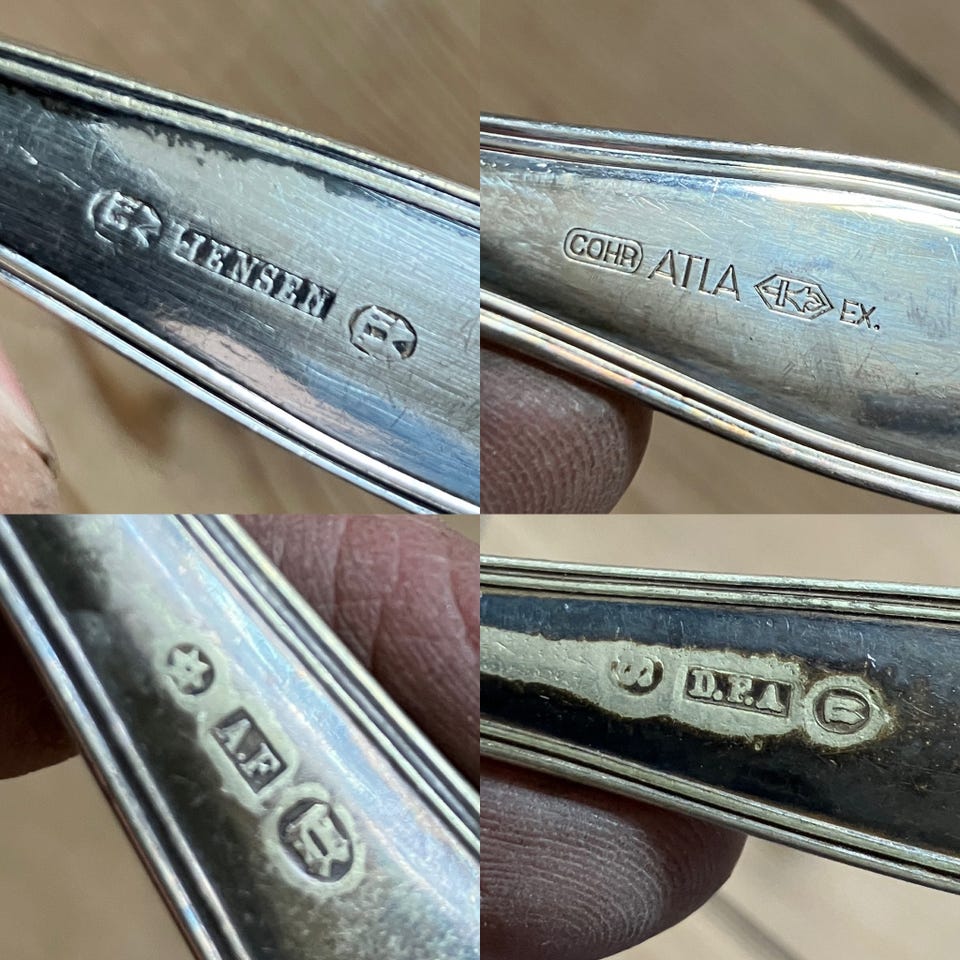 JENSEN
COHR ATLA K EX.
A.F
D.F.A